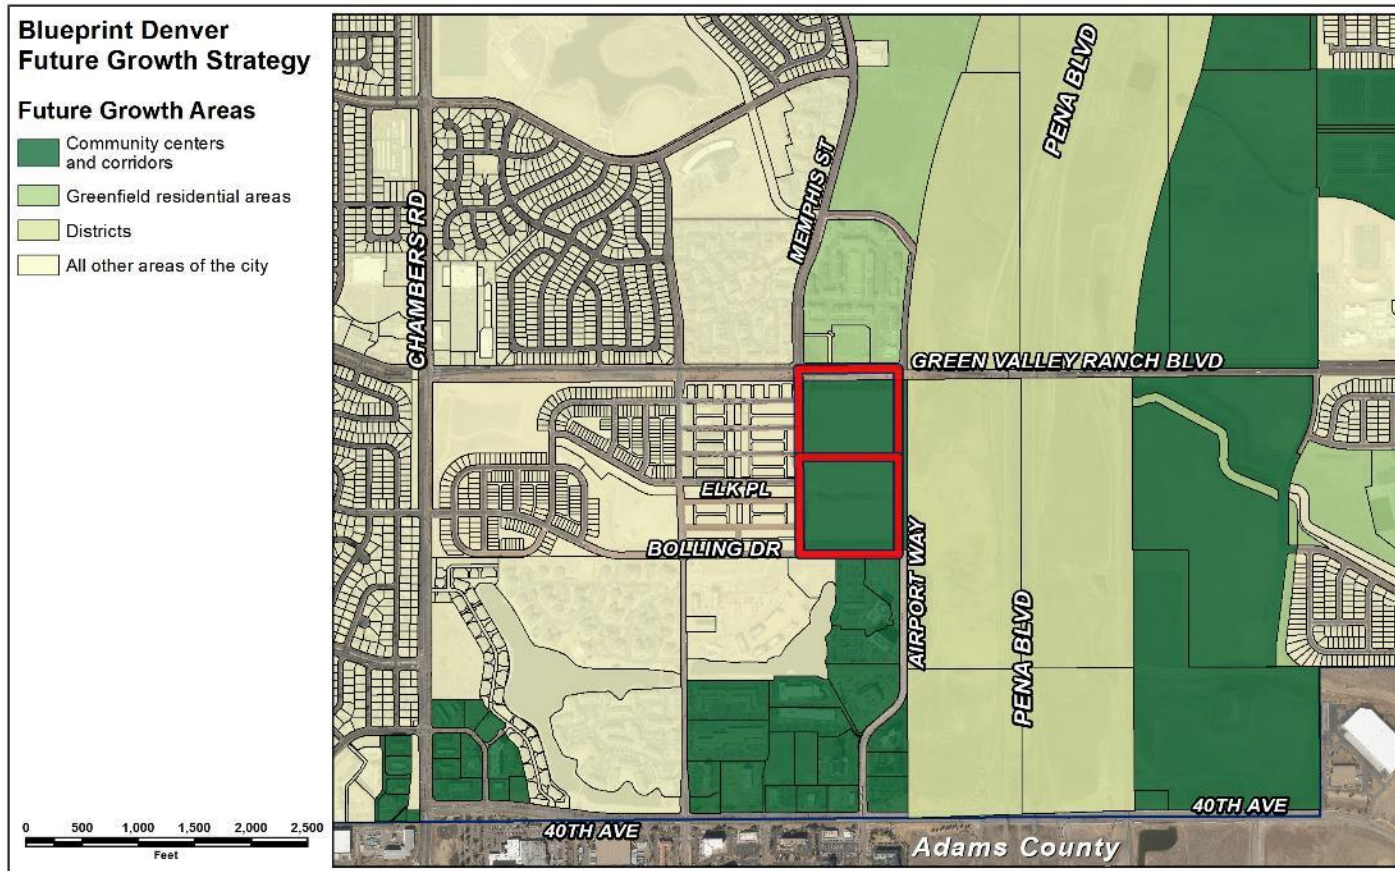 Blueprint Denver
Future Growth Strategy
Future Growth Areas
Community centers
and corridors
Greenfield residential areas
Districts
All other areas of the city
0 500 1,000 1,500 2,000 2,500
Feet
CHAMBERS RD
MEMPHIS ST
PENA BLVD
GREEN VALLEY RANCH BLVD
ELK PL
BOLLING DR
AIRPORT WAY
PENA BLVD
40TH AVE
40TH AVE
Adams County